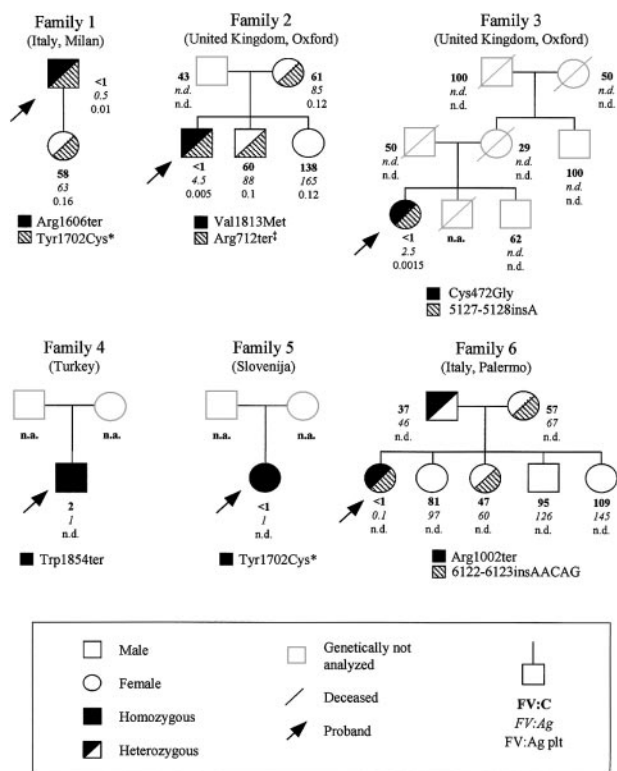 Family 1
(Italy, Milan)
<1
0.5
0.01
58
63
0.16
Arg1606ter
Tyr1702Cys*
Family 2
(United Kingdom, Oxford)
43
n.d.
n.d.
61
85
0.12
<1
4.5
0.005
60
88
0.1
138
165
0.12
Val1813Met
Arg712ter‡
Family 3
(United Kingdom, Oxford)
100
n.d.
n.d.
50
n.d.
n.d.
50
n.d.
n.d.
29
n.d.
n.d.
100
n.d.
n.d.
<1
2.5
0.0015
n.a.
62
n.d.
n.d.
Cys472Gly
5127-5128insA
Family 4
(Turkey)
n.a.
n.a.
2
1
n.d.
Trp1854ter
Family 5
(Slovenija)
n.a.
n.a.
<1
1
n.d.
Tyr1702Cys*
Family 6
(Italy, Palermo)
37
46
n.d.
57
67
n.d.
<1
0.1
n.d.
81
97
n.d.
47
60
n.d.
95
126
n.d.
109
145
n.d.
Arg1002ter
6122-6123insAACAG
Male
Female
Homozygous
Heterozygous
Genetically not
analyzed
Deceased
Proband
FV:C
FV:Ag
FV:Ag plt